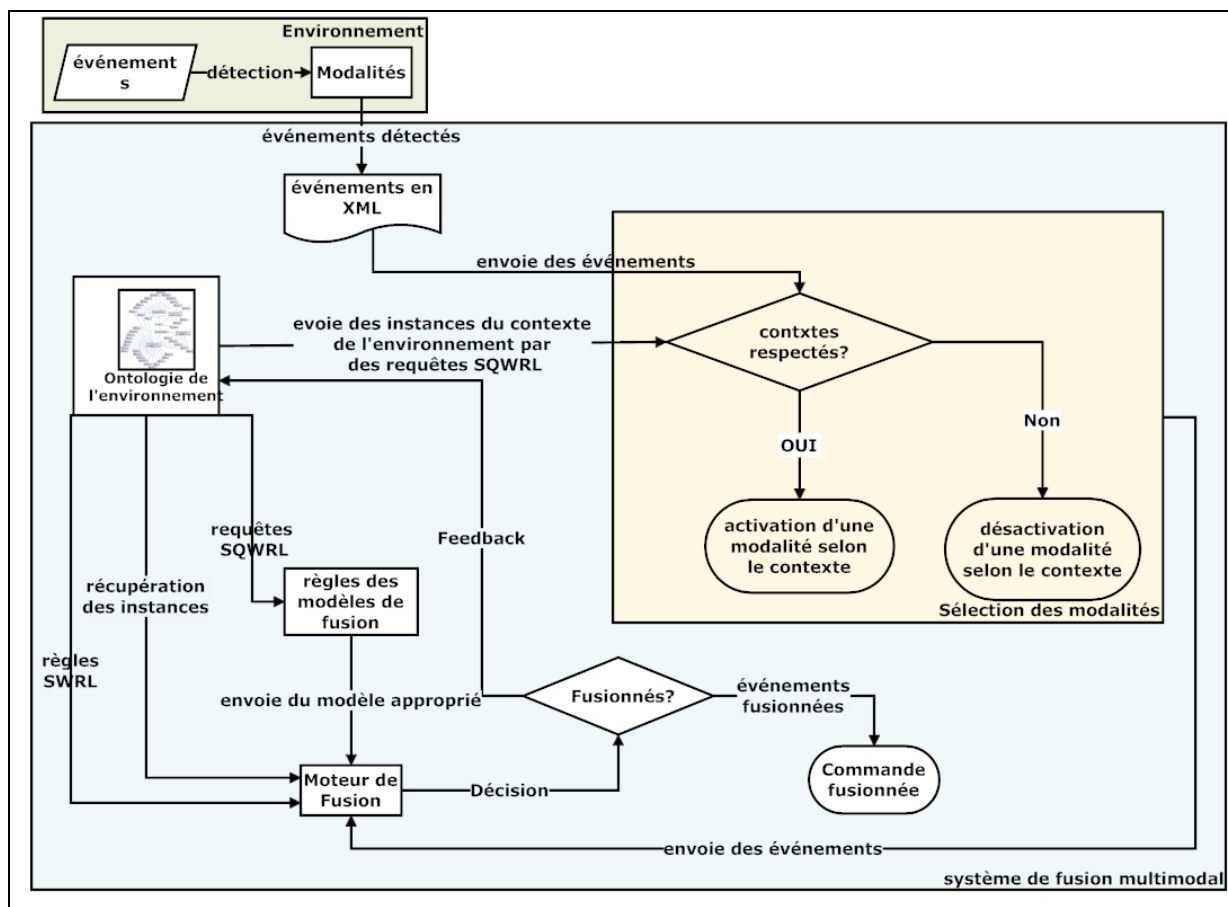 Environnement
événement
s
détection
Modalités
événements détectés
événements en
XML
envoie des événements
evoie des instances du contexte
de l'environnement par
des requêtes SQWRL
contxtes
respectés?
Ontologie de
l'environnement
OUI
Non
activation d'une
modalité selon
le contexte
désactivation
d'une modalité
selon le contexte
Sélection des modalités
requêtes
SQWRL
Feedback
récupération
des instances
règles des
modèles de
fusion
règles
SWRL
envoie du modèle approprié
Fusionnés?
événements
fusionnées
Moteur de
Fusion
Décision
Commande
fusionnée
envoie des événements
système de fusion multimodal